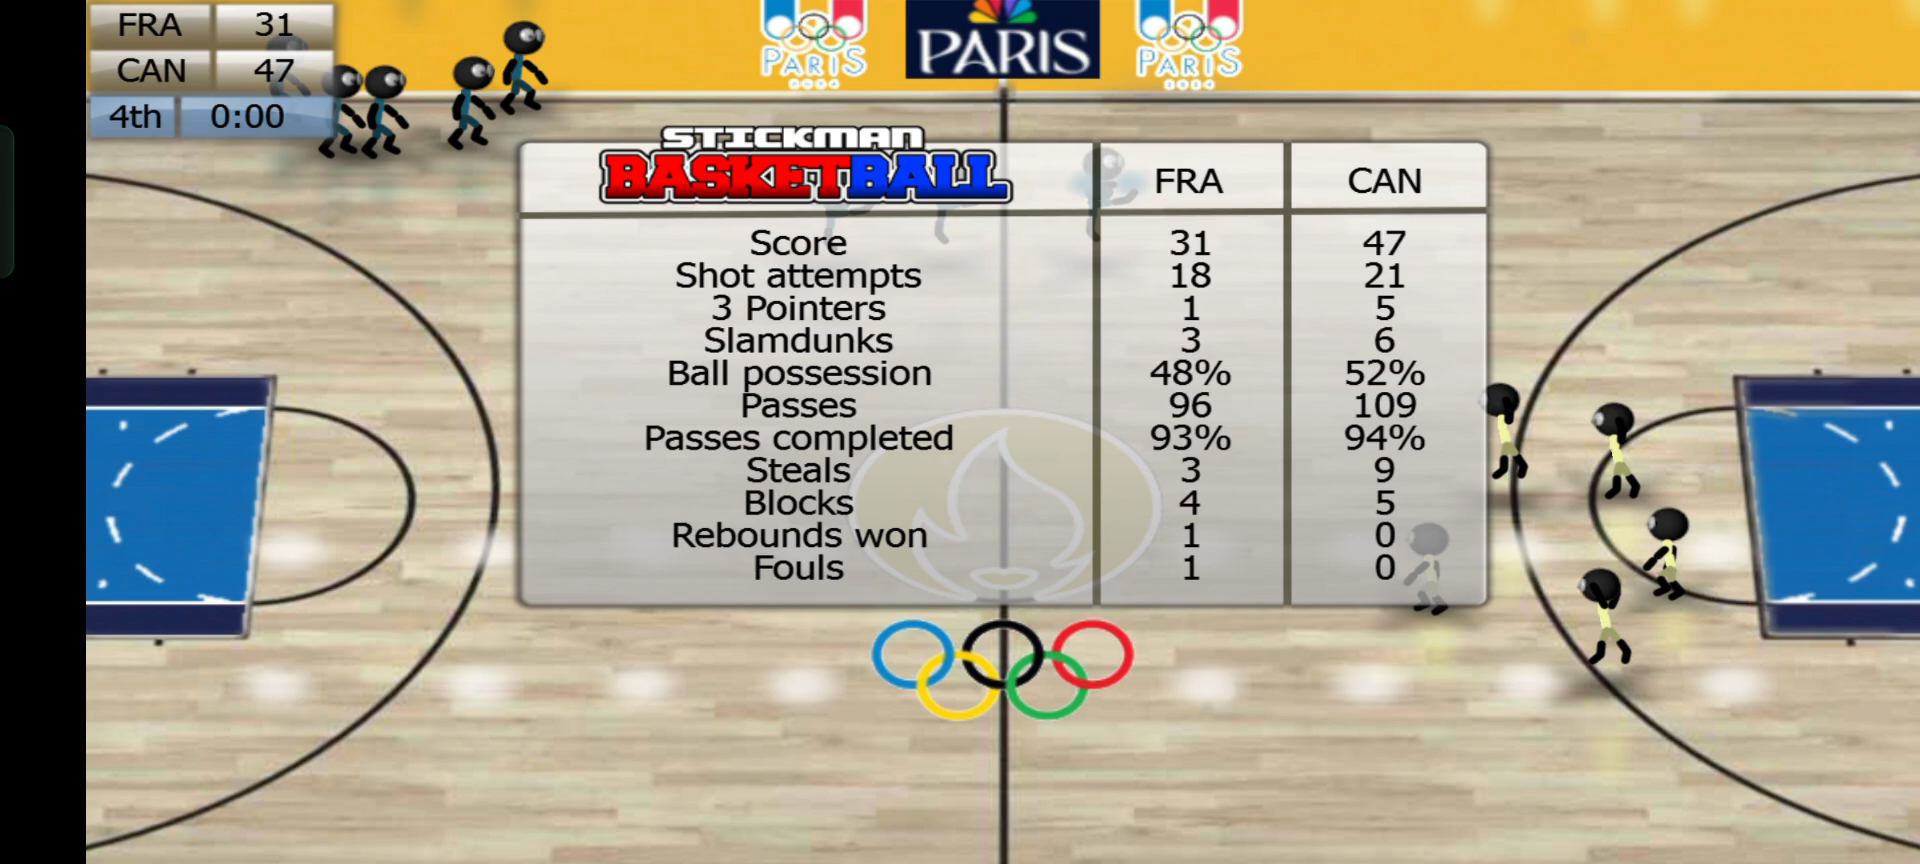 FRA 31
CAN 47
4th 0:00
PARIS
PARIS
PARIS
STICKMAN
BASKETBALL
FRA CAN
Score 31 47
Shot attempts 18 21
3 Pointers 1 5
Slamdunks 3 6
Ball possession 48% 52%
Passes 96 109
Passes completed 93% 94%
Steals 3 9
Blocks 4 5
Rebounds won 1 0
Fouls 1 0